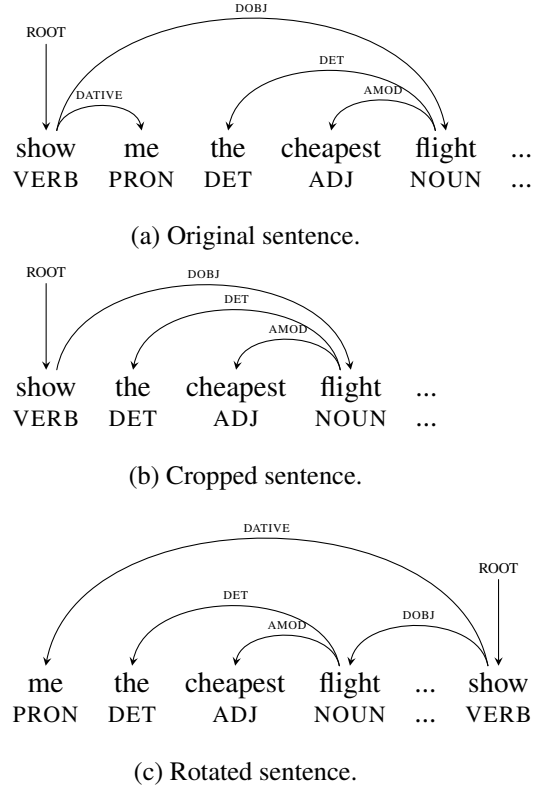 DOBJ
ROOT
DET
DATIVE
AMOD
show me the cheapest flight ...
VERB PRON DET ADJ NOUN ...
(a) Original sentence.
ROOT
DOBJ
DET
AMOD
show the cheapest flight ...
VERB DET ADJ NOUN ...
(b) Cropped sentence.
DATIVE
ROOT
DET
DOBJ
AMOD
me the cheapest flight ... show
PRON DET ADJ NOUN ... VERB
(c) Rotated sentence.